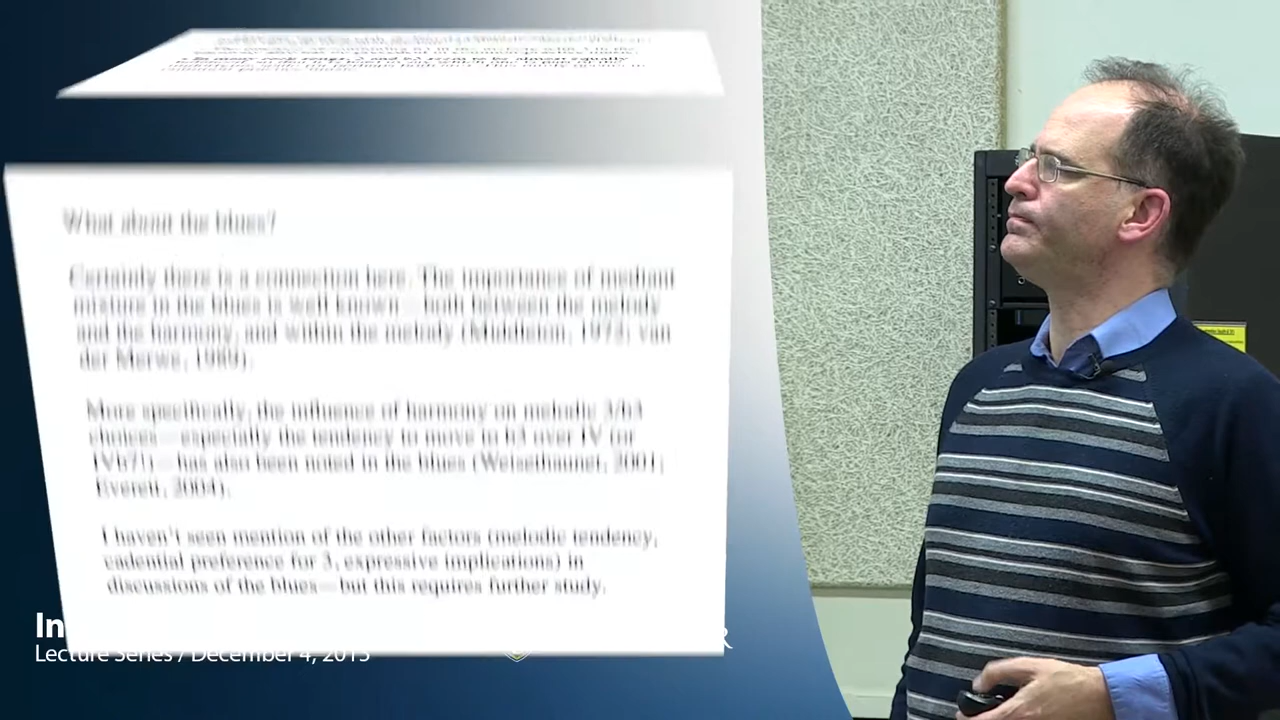 What about the blues?
Certainly there is a connection here. The importance of mediant
mixture in the blues is well known—both between the melody
and the harmony, and within the melody (Middleton, 1972; van
der Merwe, 1989).
More specifically, the influence of harmony on melodic 3/b3
choices—especially the tendency to move to b3 over IV (or
IVb7!)—has also been noted in the blues (Weisethaunet, 2001;
Everett, 2004).
I haven't seen mention of the other factors (melodic tendency,
cadential preference for 3, expressive implications) in
discussions of the blues—but this requires further study.
In
Lecture Series / December 4, 2015
R